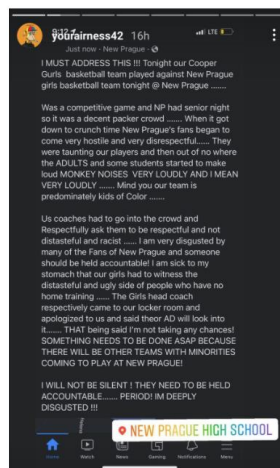 yourairness42 16h
LTE
Just now · New Prague ·
I MUST ADDRESS THIS !!! Tonight our Cooper
Gurls basketball team played against New Prague
girls basketball team tonight @ New Prague ........
Was a competitive game and NP had senior night
so it was a decent packer crowd ....... When it got
down to crunch time New Prague's fans began to
come very hostile and very disrespectful...... They
were taunting our players and then out of no where
the ADULTS and some students started to make
loud MONKEY NOISES VERY LOUDLY AND I MEAN
VERY LOUDLY ....... Mind you our team is
predominately kids of Color .......
Us coaches had to go into the crowd and
Respectfully ask them to be respectful and not
distasteful and racist ...... I am very disgusted by
many of the Fans of New Prague and someone
should be held accountable! I am sick to my
stomach that our girls had to witness the
distasteful and ugly side of people who have no
home training ...... The Girls head coach
respectively came to our locker room and
apologized to us and said theor AD will look into
it....... THAT being said I'm not taking any chances!
SOMETHING NEEDS TO BE DONE ASAP BECAUSE
THERE WILL BE OTHER TEAMS WITH MINORITIES
COMING TO PLAY AT NEW PRAGUE!
I WILL NOT BE SILENT ! THEY NEED TO BE HELD
ACCOUNTABLE....... PERIOD! IM DEEPLY
DISGUSTED !!!
NEW PRAGUE HIGH SCHOOL
Home Watch News Gaming Notifications Menu